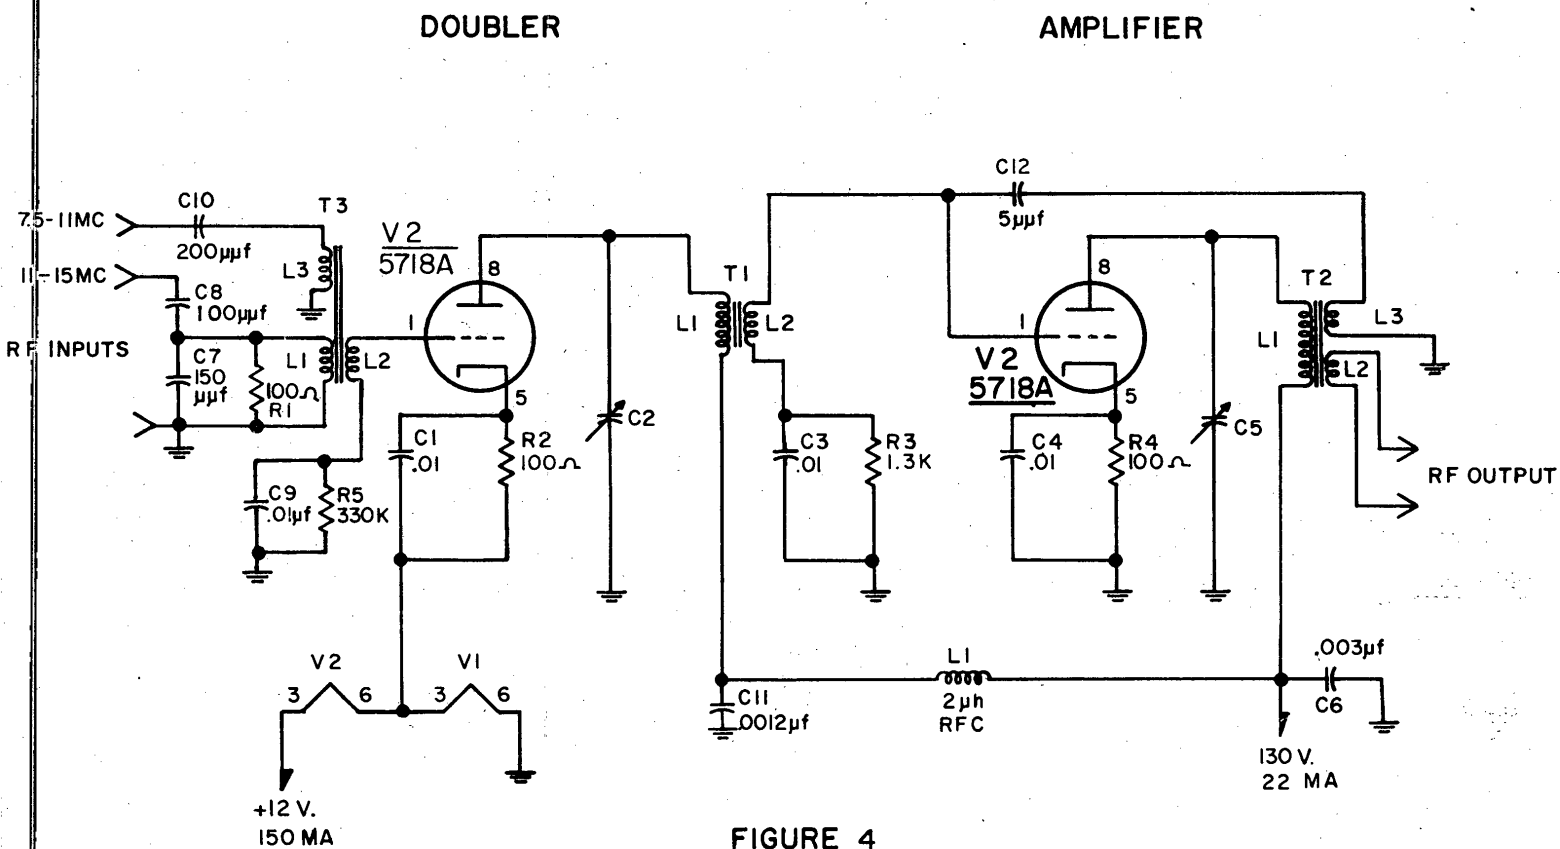 DOUBLER
AMPLIFIER
C12
5µµf
C10
T3
7.5-11MC
200µµf
V2
5718A
8
8
11-15MC
L3
C8
100µµf
T1
T2
L1
L2
1
1
L1
L3
RF INPUTS
C7
150
µµf
L1
L2
V2
5718A
L2
100Ω
R1
5
5
C1
.01
R2
100Ω
C2
C3
.01
R3
1.3K
C4
.01
R4
100Ω
C5
RF OUTPUT
C9
.01µf
R5
330K
V2
V1
3
6
3
6
L1
2µh
RFC
.003µf
C6
C11
.0012µf
130 V.
22 MA
+12 V.
150 MA
FIGURE 4